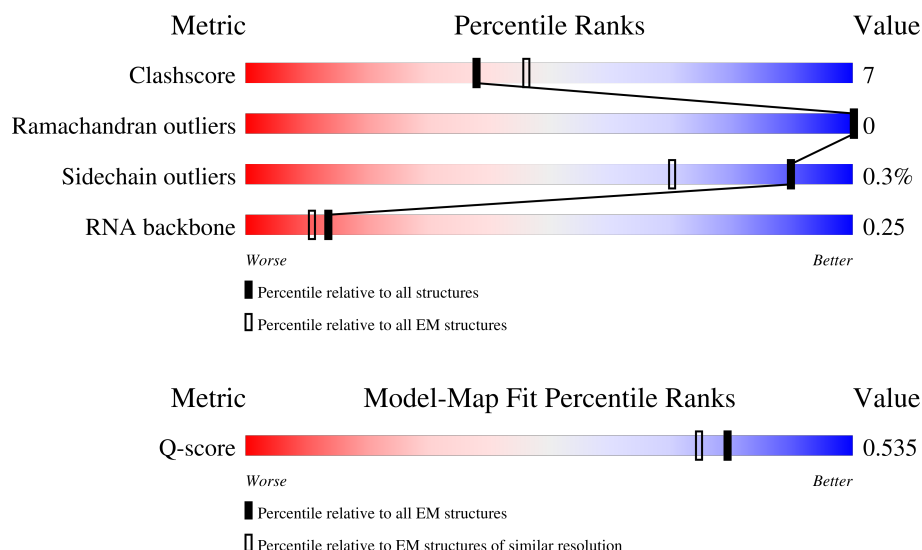 Metric Percentile Ranks Value
Clashscore 7
Ramachandran outliers 0
Sidechain outliers 0.3%
RNA backbone 0.25
Worse Better
Percentile relative to all structures
Percentile relative to all EM structures
Metric Model-Map Fit Percentile Ranks Value
Q-score 0.535
Worse Better
Percentile relative to all EM structures
Percentile relative to EM structures of similar resolution